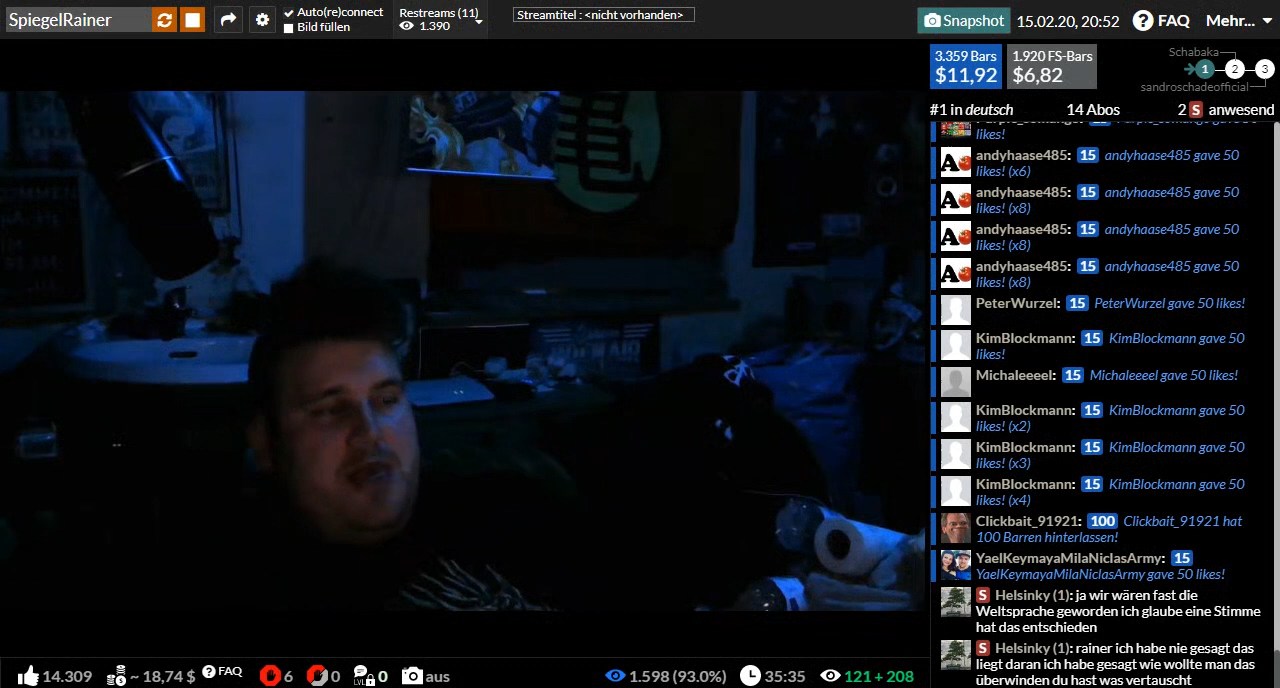 SpiegelRainer
Auto(re)connect
Bild füllen
Restreams (11)
1.390
Streamtitel : <nicht vorhanden>
Snapshot
15.02.20, 20:52
FAQ
Mehr...
3.359 Bars
$11,92
1.920 FS-Bars
$6,82
Schabaka
1 2 3
sandroschadeofficial
#1 in deutsch
14 Abos
2 S anwesend
likes!
andyhaase485: 15 andyhaase485 gave 50
likes! (x6)
andyhaase485: 15 andyhaase485 gave 50
likes! (x8)
andyhaase485: 15 andyhaase485 gave 50
likes! (x8)
andyhaase485: 15 andyhaase485 gave 50
likes! (x8)
PeterWurzel: 15 PeterWurzel gave 50 likes!
KimBlockmann: 15 KimBlockmann gave 50
likes!
Michaleeeel: 15 Michaleeeel gave 50 likes!
KimBlockmann: 15 KimBlockmann gave 50
likes! (x2)
KimBlockmann: 15 KimBlockmann gave 50
likes! (x3)
KimBlockmann: 15 KimBlockmann gave 50
likes! (x4)
Clickbait_91921: 100 Clickbait_91921 hat
100 Barren hinterlassen!
YaelKeymayaMilaNiclasArmy: 15
YaelKeymayaMilaNiclasArmy gave 50 likes!
S Helsinky (1): ja wir wären fast die
Weltsprache geworden ich glaube eine Stimme
hat das entschieden
S Helsinky (1): rainer ich habe nie gesagt das
liegt daran ich habe gesagt wie wollte man das
überwinden du hast was vertauscht
14.309
~ 18,74 $
FAQ
6
0
LVL
0
aus
1.598 (93.0%)
35:35
121 + 208